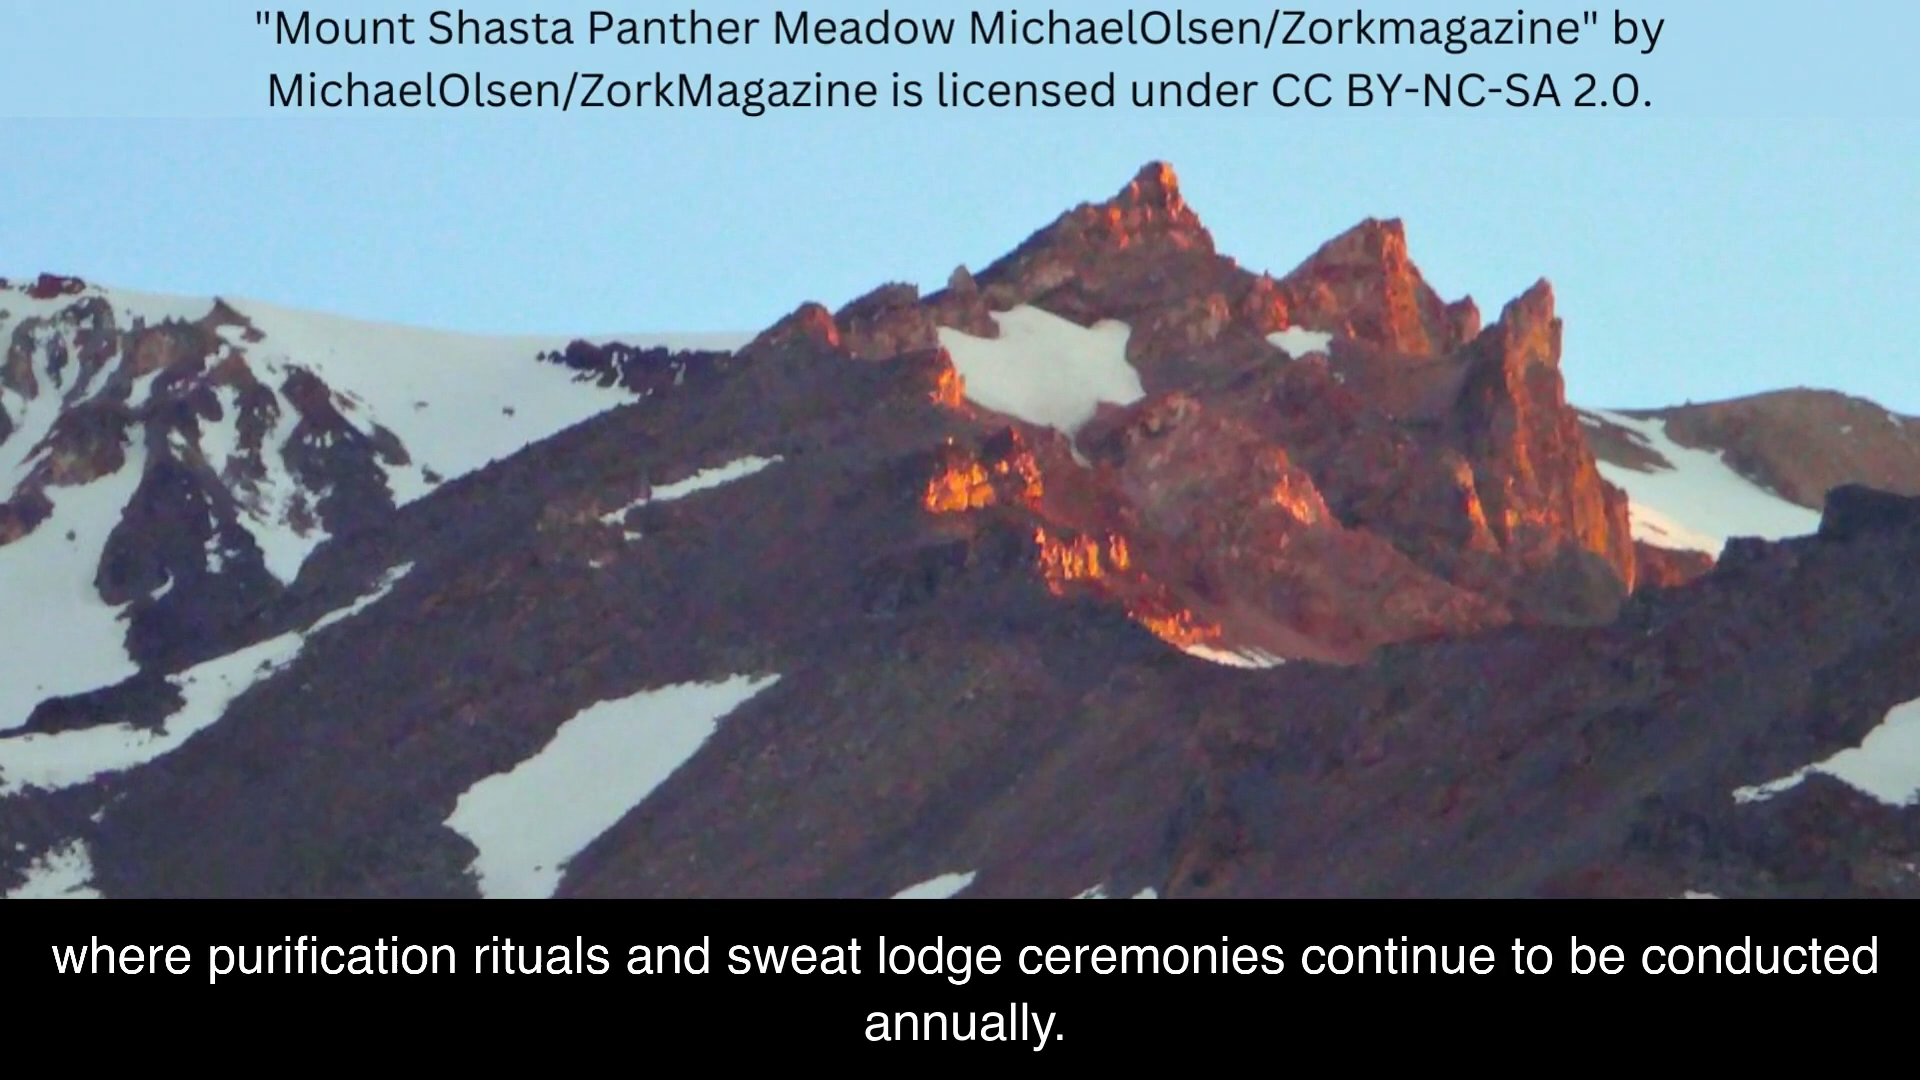 "Mount Shasta Panther Meadow MichaelOlsen/Zorkmagazine" by
MichaelOlsen/ZorkMagazine is licensed under CC BY-NC-SA 2.0.
where purification rituals and sweat lodge ceremonies continue to be conducted
annually.